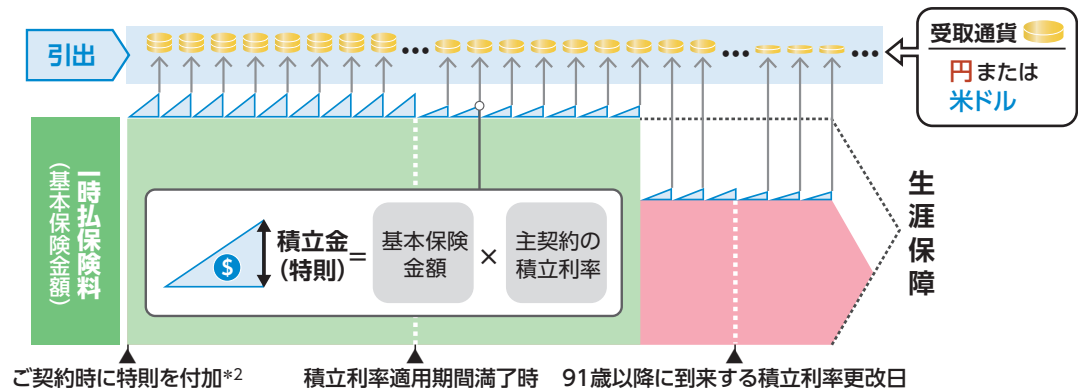 引出
受取通貨
円または
米ドル
一時払保険料
(基本保険金額)
$
積立金
(特則)
=
基本保険
金額
×
主契約の
積立利率
生涯保障
ご契約時に特則を付加*2
積立利率適用期間満了時
91歳以降に到来する積立利率更改日